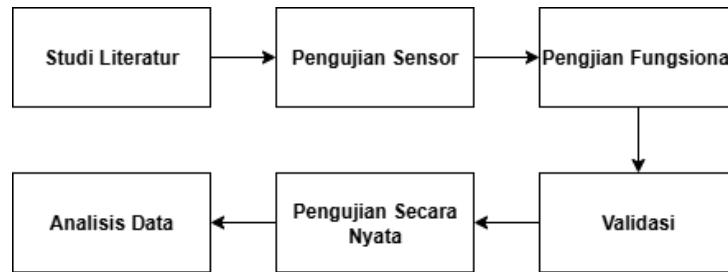 Studi Literatur
Pengujian Sensor
Pengjian Fungsiona
Validasi
Pengujian Secara
Nyata
Analisis Data